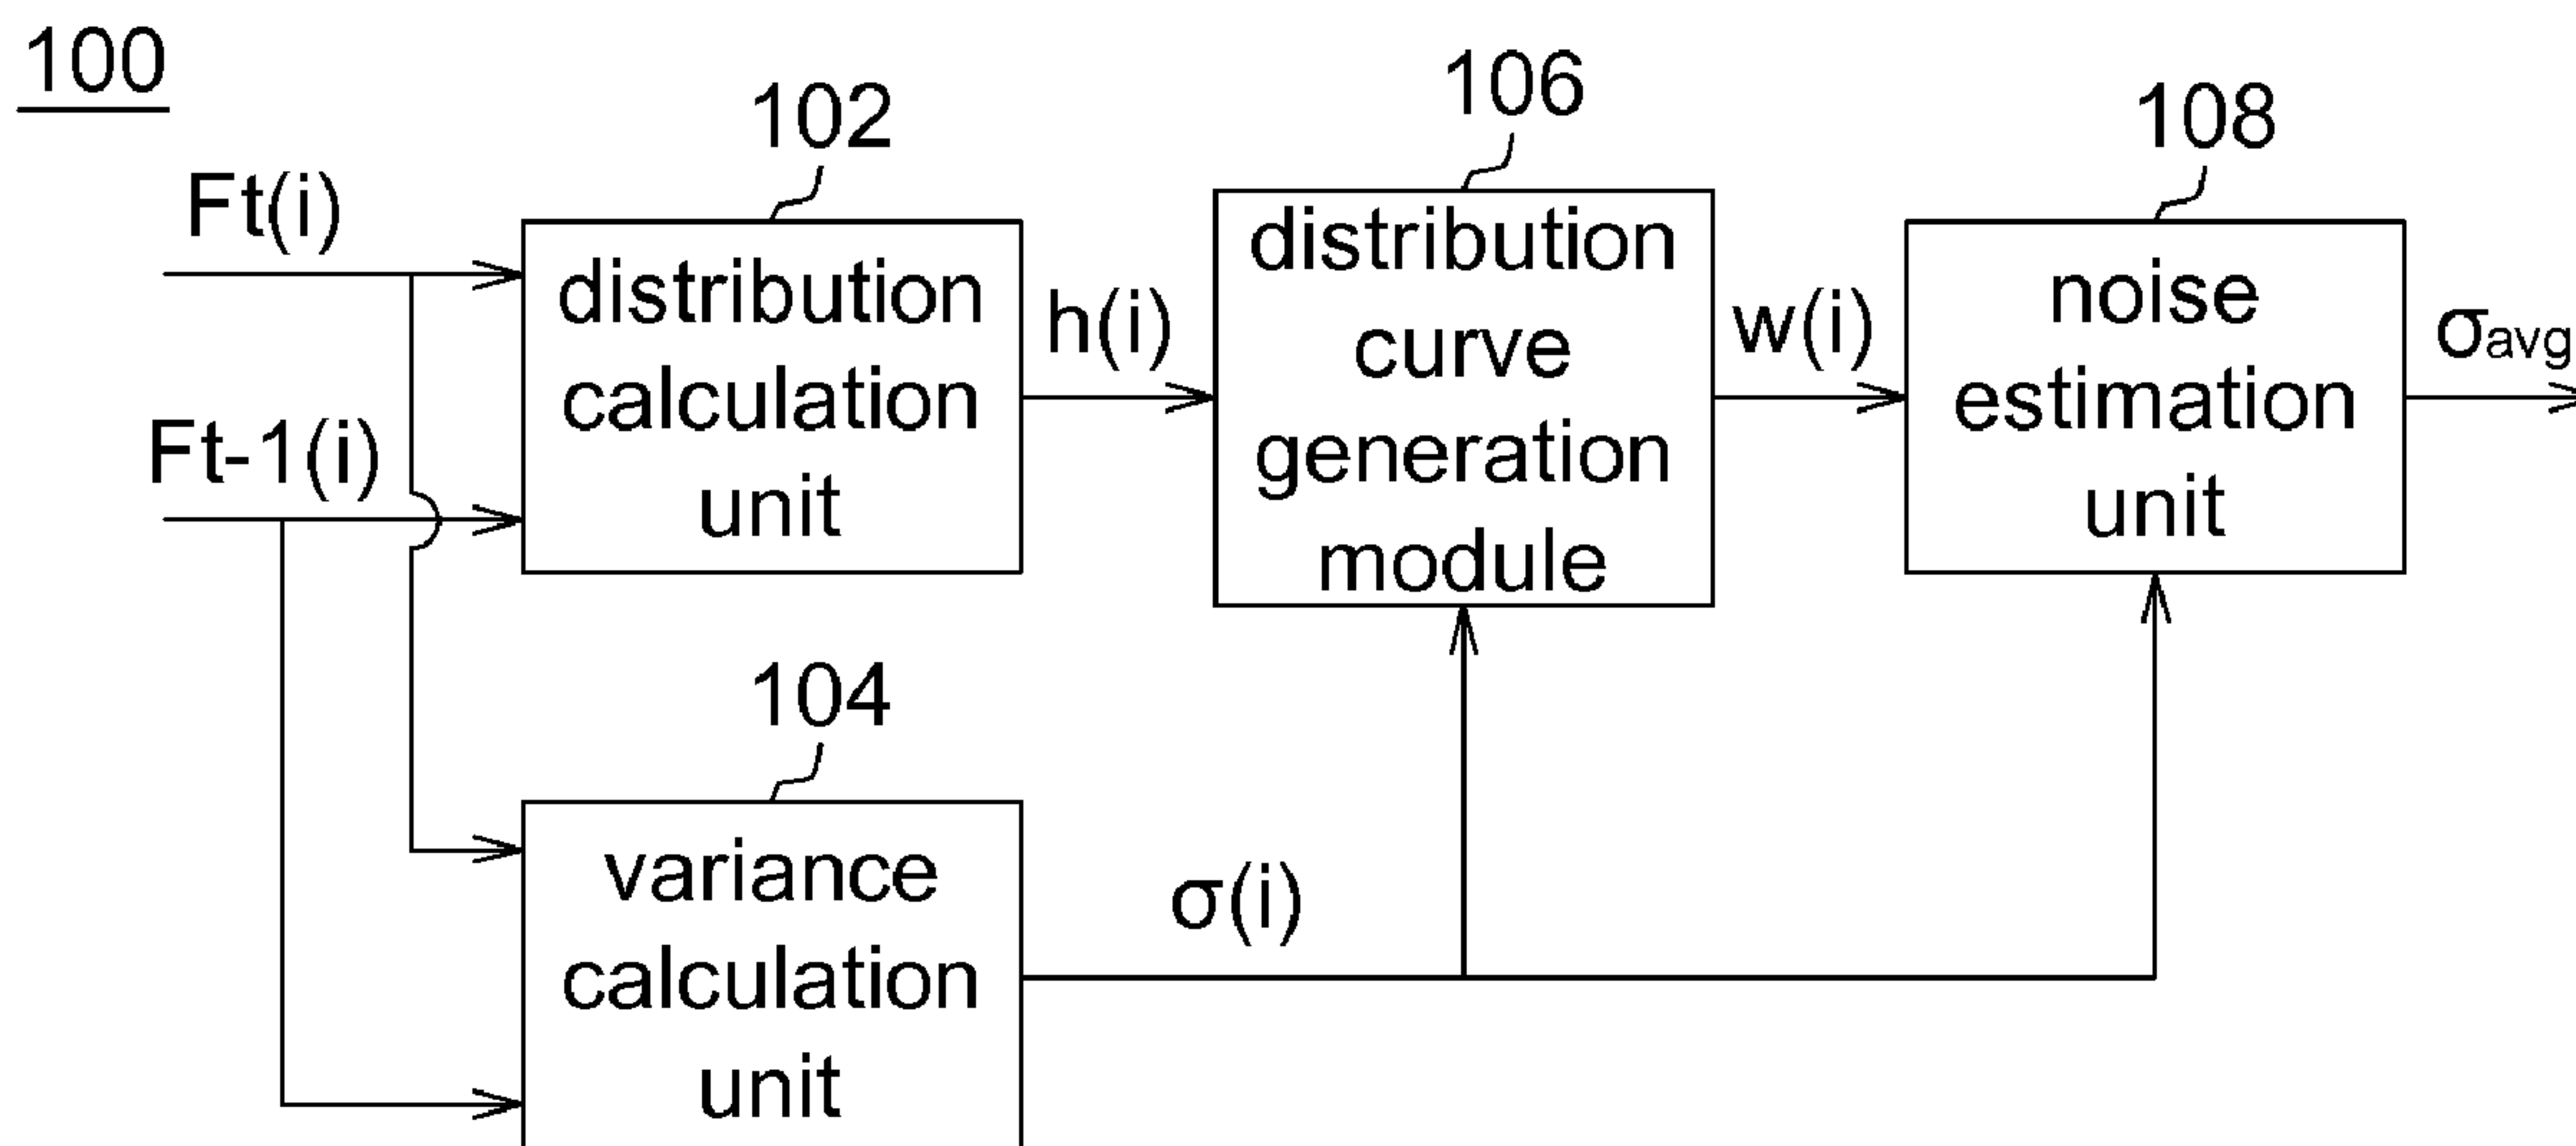 100
102
106
108
Ft(i)
Ft-1(i)
distribution
calculation
unit
h(i)
distribution
curve
generation
module
w(i)
noise
estimation
unit
σavg
104
variance
calculation
unit
σ(i)